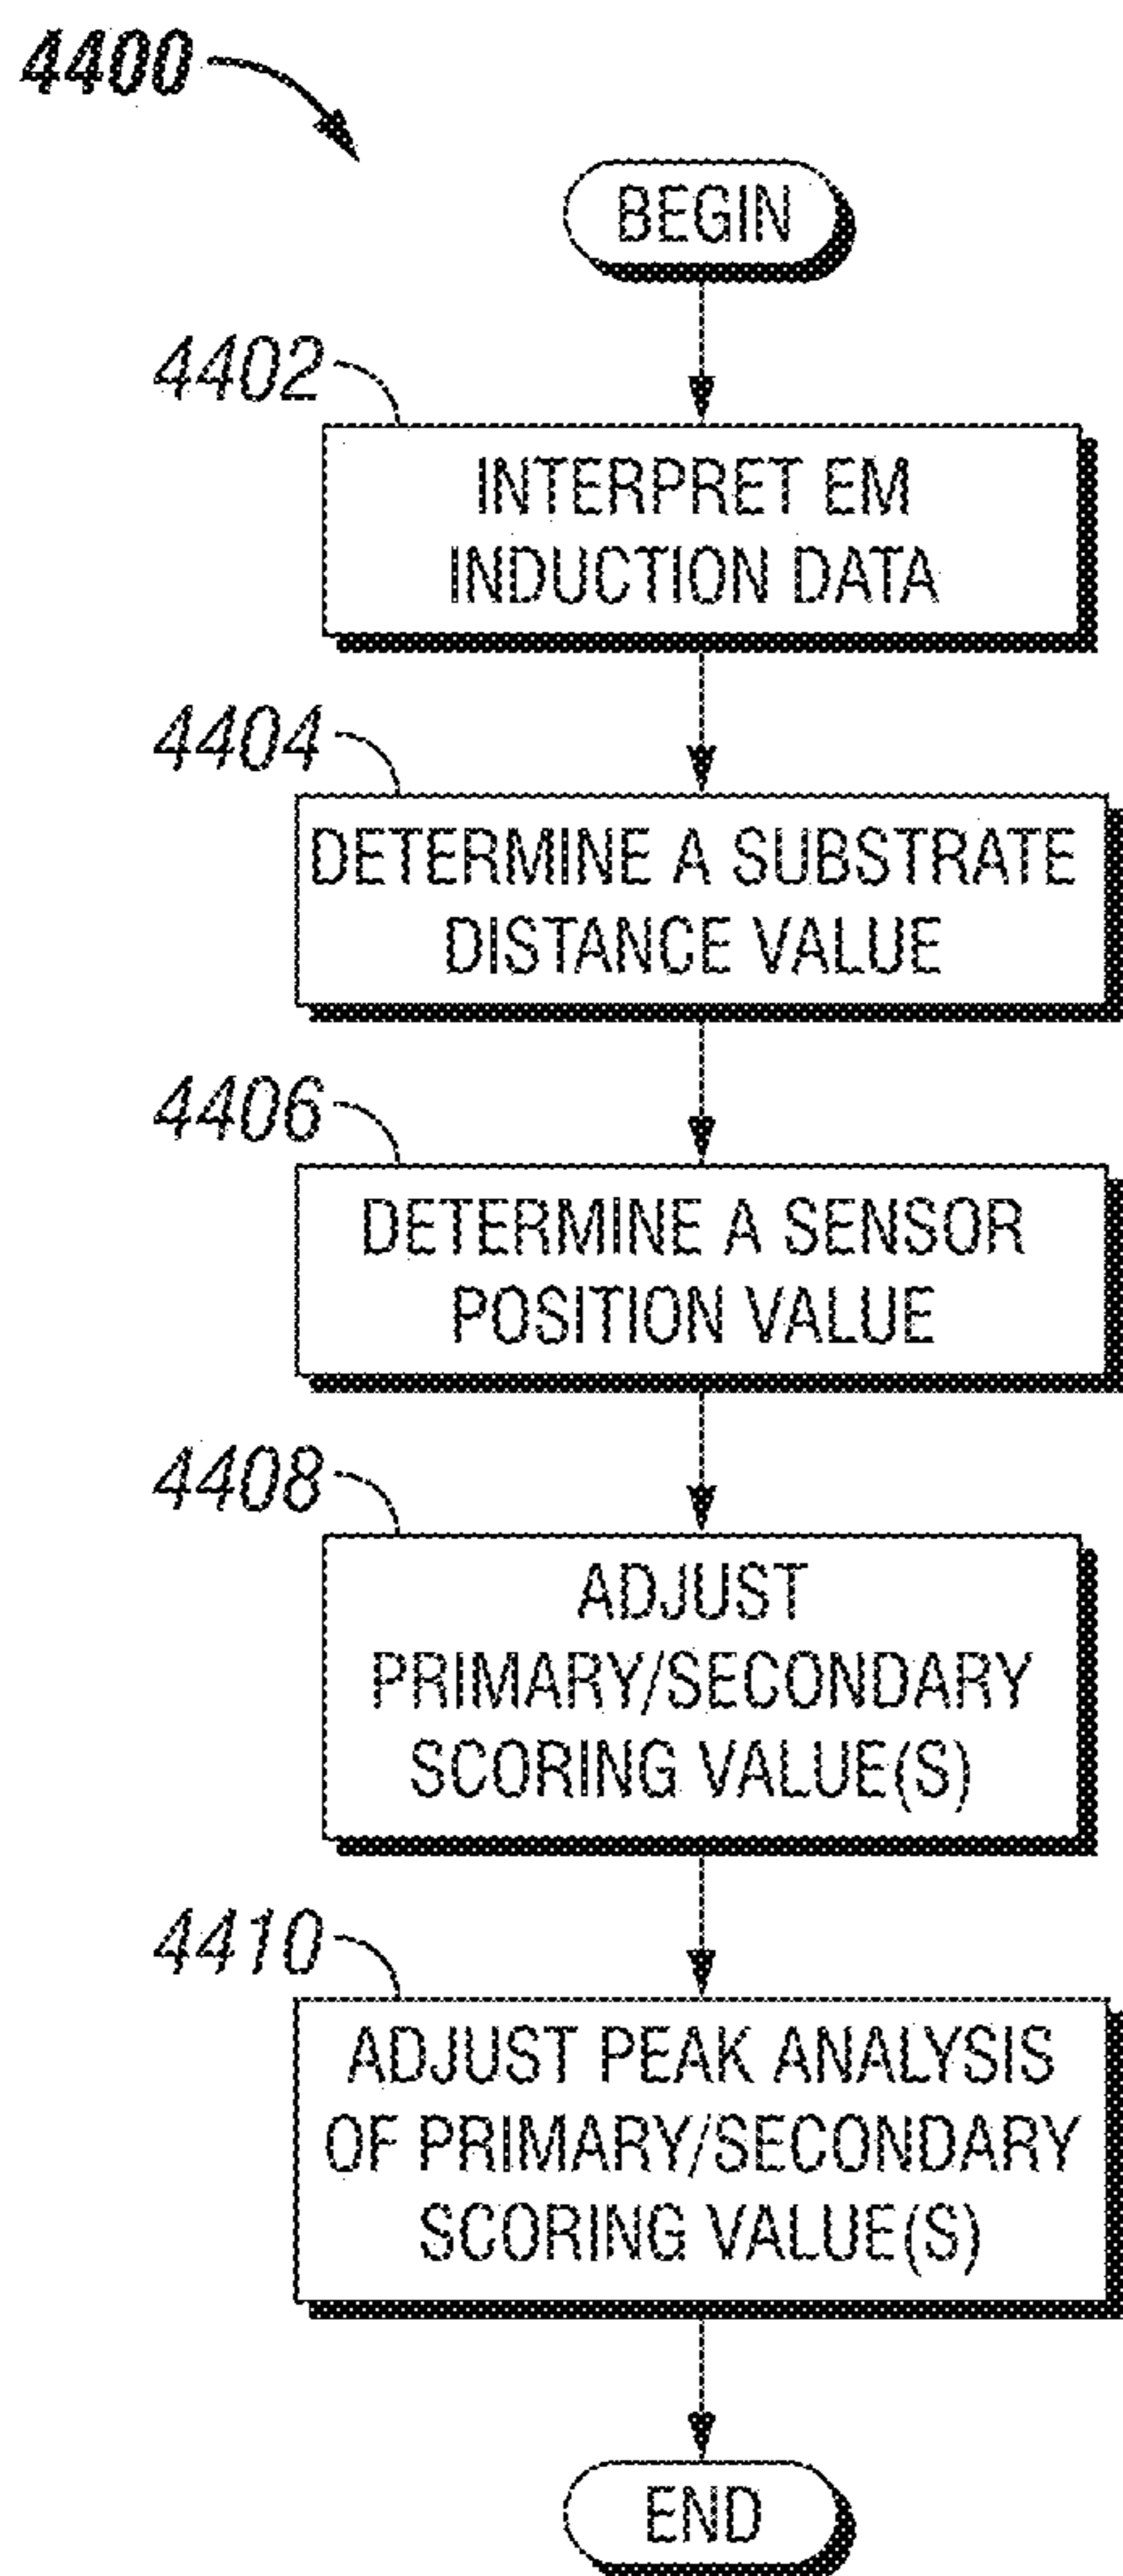 4400
BEGIN
4402
INTERPRET EM
INDUCTION DATA
4404
DETERMINE A SUBSTRATE
DISTANCE VALUE
4406
DETERMINE A SENSOR
POSITION VALUE
4408
ADJUST
PRIMARY/SECONDARY
SCORING VALUE(S)
4410
ADJUST PEAK ANALYSIS
OF PRIMARY/SECONDARY
SCORING VALUE(S)
END